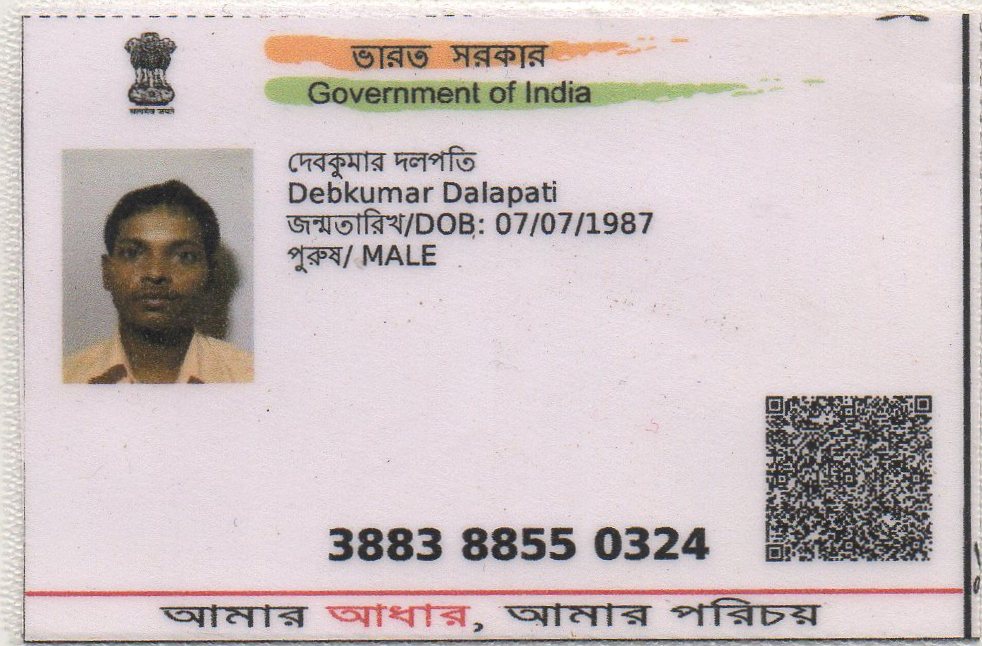 ভারত সরকার
Government of India
দেবকুমার দলপতি
Debkumar Dalapati
জন্মতারিখ/DOB: 07/07/1987
পুরুষ/ MALE
3883 8855 0324
আমার আধার, আমার পরিচয়